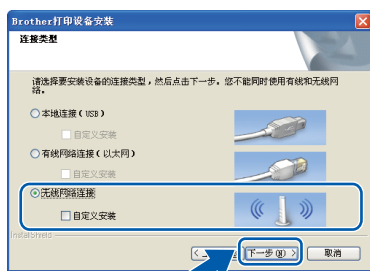 Brother打印设备安装
连接类型
请选择要安装设备的连接类型，然后点击下一步。您不能同时使用有线和无线网
络。
本地连接（USB）
自定义安装
有线网络连接（以太网）
自定义安装
无线网络连接
自定义安装
InstallShield
下一步(N) >
取消